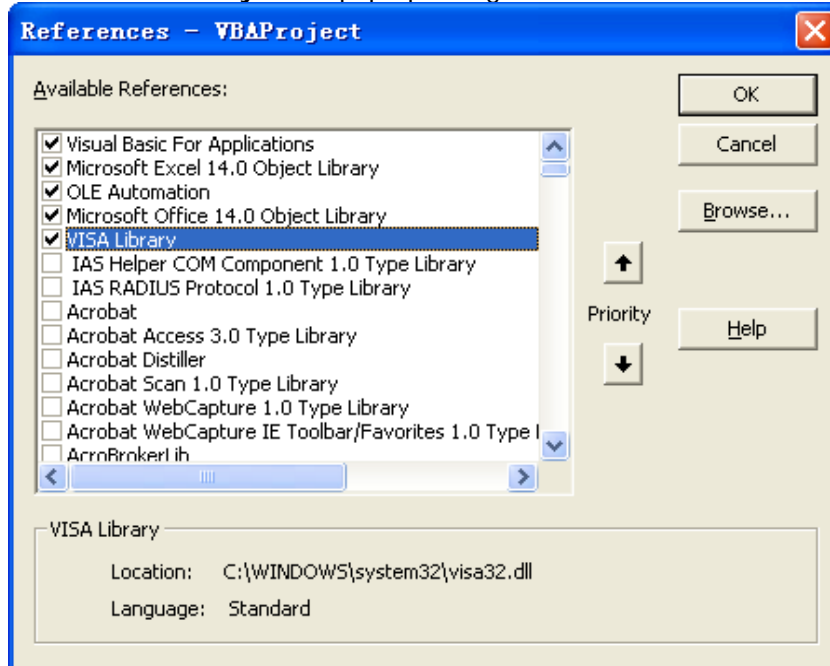 References - VBAProject
Available References:
OK
Visual Basic For Applications
Cancel
Microsoft Excel 14.0 Object Library
OLE Automation
Microsoft Office 14.0 Object Library
Browse...
VISA Library
IAS Helper COM Component 1.0 Type Library
IAS RADIUS Protocol 1.0 Type Library
Acrobat
Priority
Acrobat Access 3.0 Type Library
Help
Acrobat Distiller
Acrobat Scan 1.0 Type Library
Acrobat WebCapture 1.0 Type Library
Acrobat WebCapture IE Toolbar/Favorites 1.0 Type
AcroBrokerLib
VISA Library
Location: C:\WINDOWS\system32\visa32.dll
Language: Standard